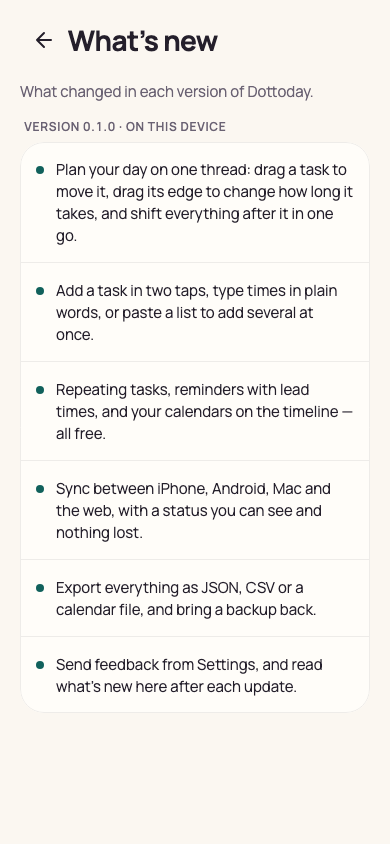 What's new
What changed in each version of Dottoday.
VERSION 0.1.0 · ON THIS DEVICE
Plan your day on one thread: drag a task to
move it, drag its edge to change how long it
takes, and shift everything after it in one
go.
Add a task in two taps, type times in plain
words, or paste a list to add several at
once.
Repeating tasks, reminders with lead
times, and your calendars on the timeline —
all free.
Sync between iPhone, Android, Mac and
the web, with a status you can see and
nothing lost.
Export everything as JSON, CSV or a
calendar file, and bring a backup back.
Send feedback from Settings, and read
what's new here after each update.